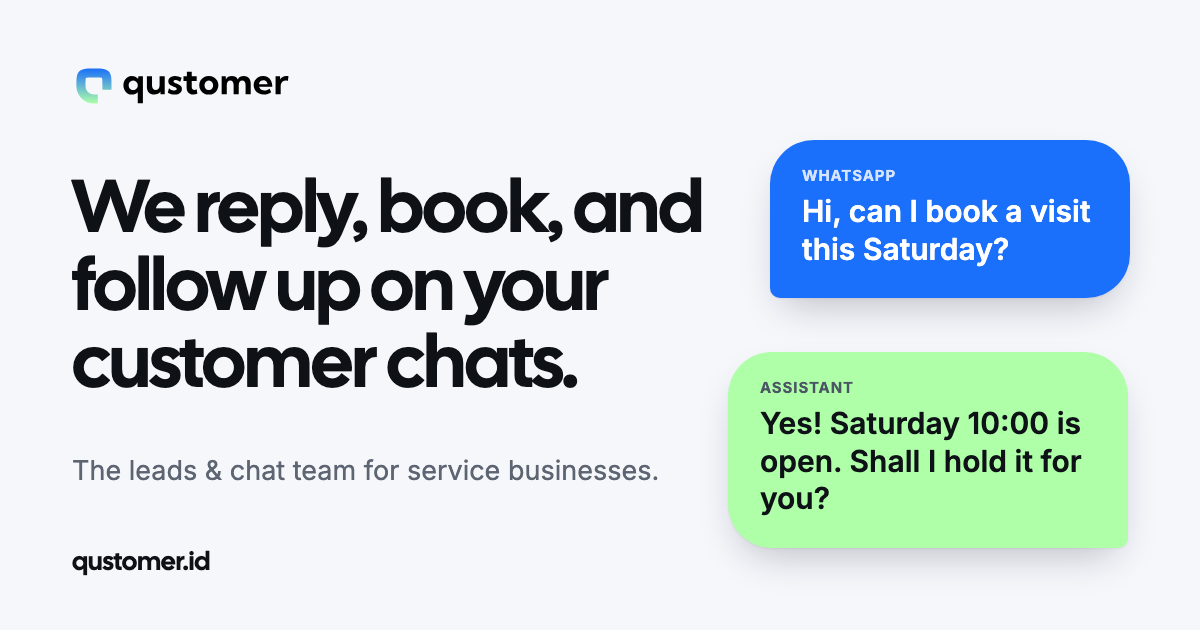 qustomer
We reply, book, and
follow up on your
customer chats.
The leads & chat team for service businesses.
qustomer.id
WHATSAPP
Hi, can I book a visit
this Saturday?
ASSISTANT
Yes! Saturday 10:00 is
open. Shall I hold it for
you?